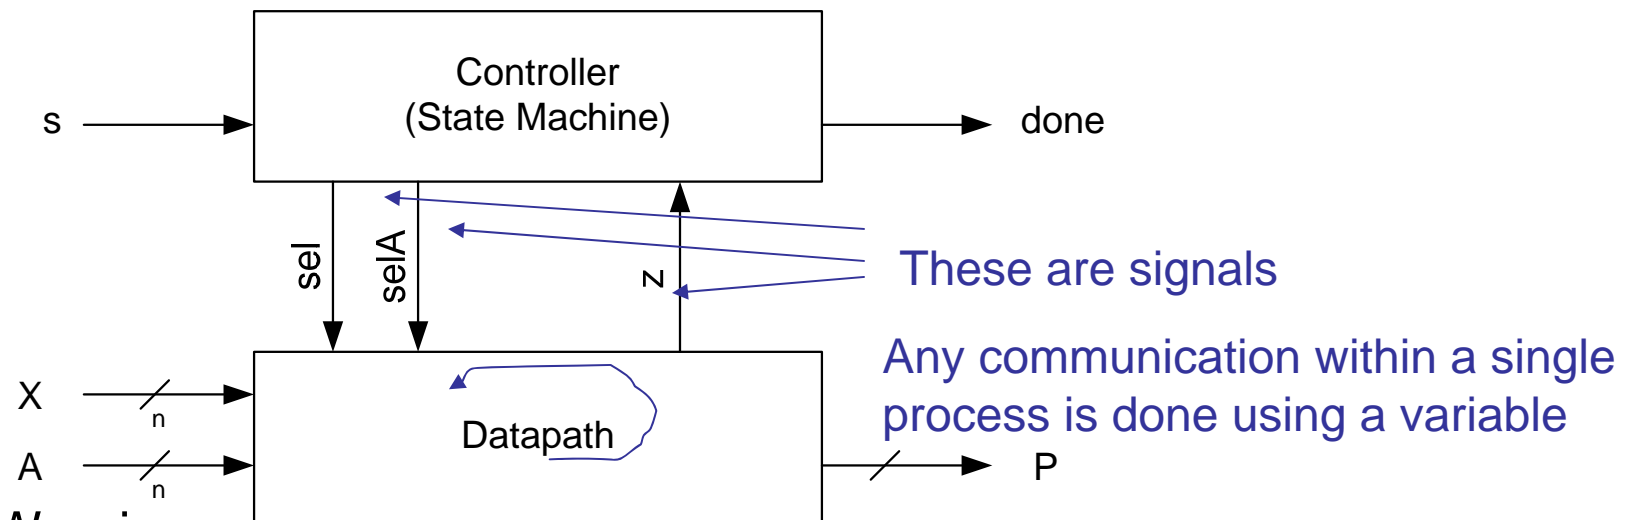 Controller
(State Machine)
s
done
sel
selA
z
These are signals
Any communication within a single
process is done using a variable
X
n
Datapath
A
n
P